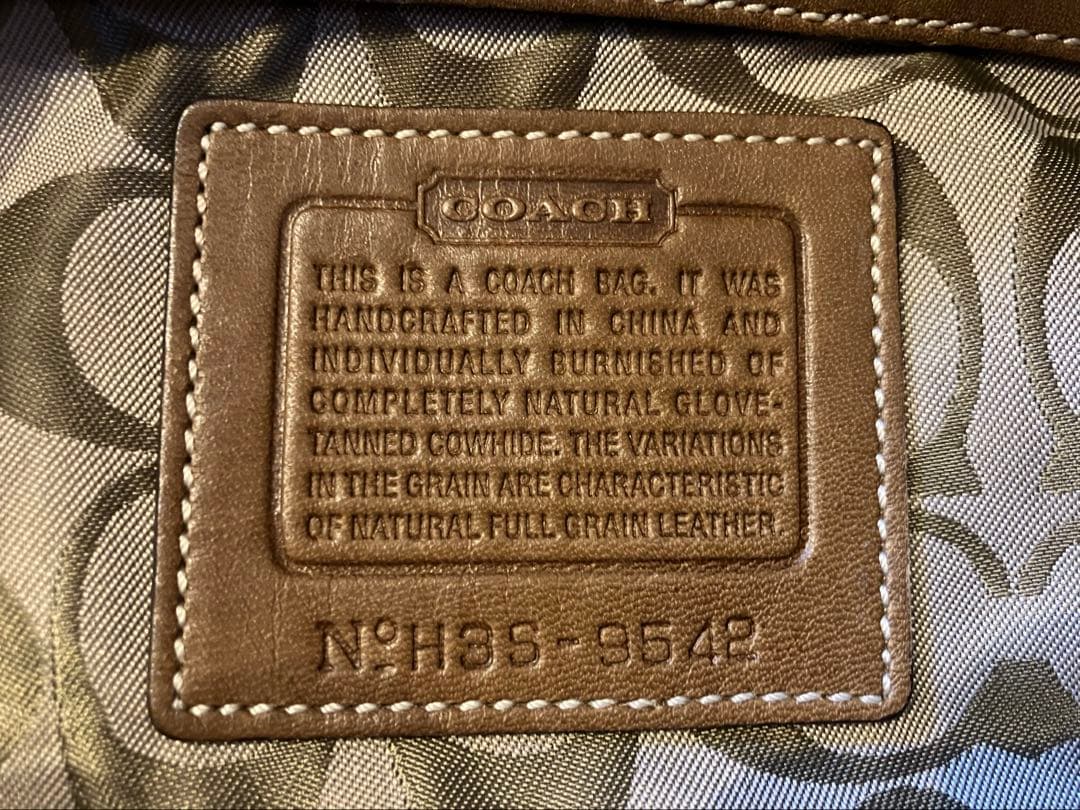 COACH
THIS IS A COACH BAG. IT WAS
HANDCRAFTED IN CHINA AND
INDIVIDUALLY BURNISHED OF
COMPLETELY NATURAL GLOVE-
TANNED COWHIDE. THE VARIATIONS
IN THE GRAIN ARE CHARACTERISTIC
OF NATURAL FULL GRAIN LEATHER.
Nº H3S-9542